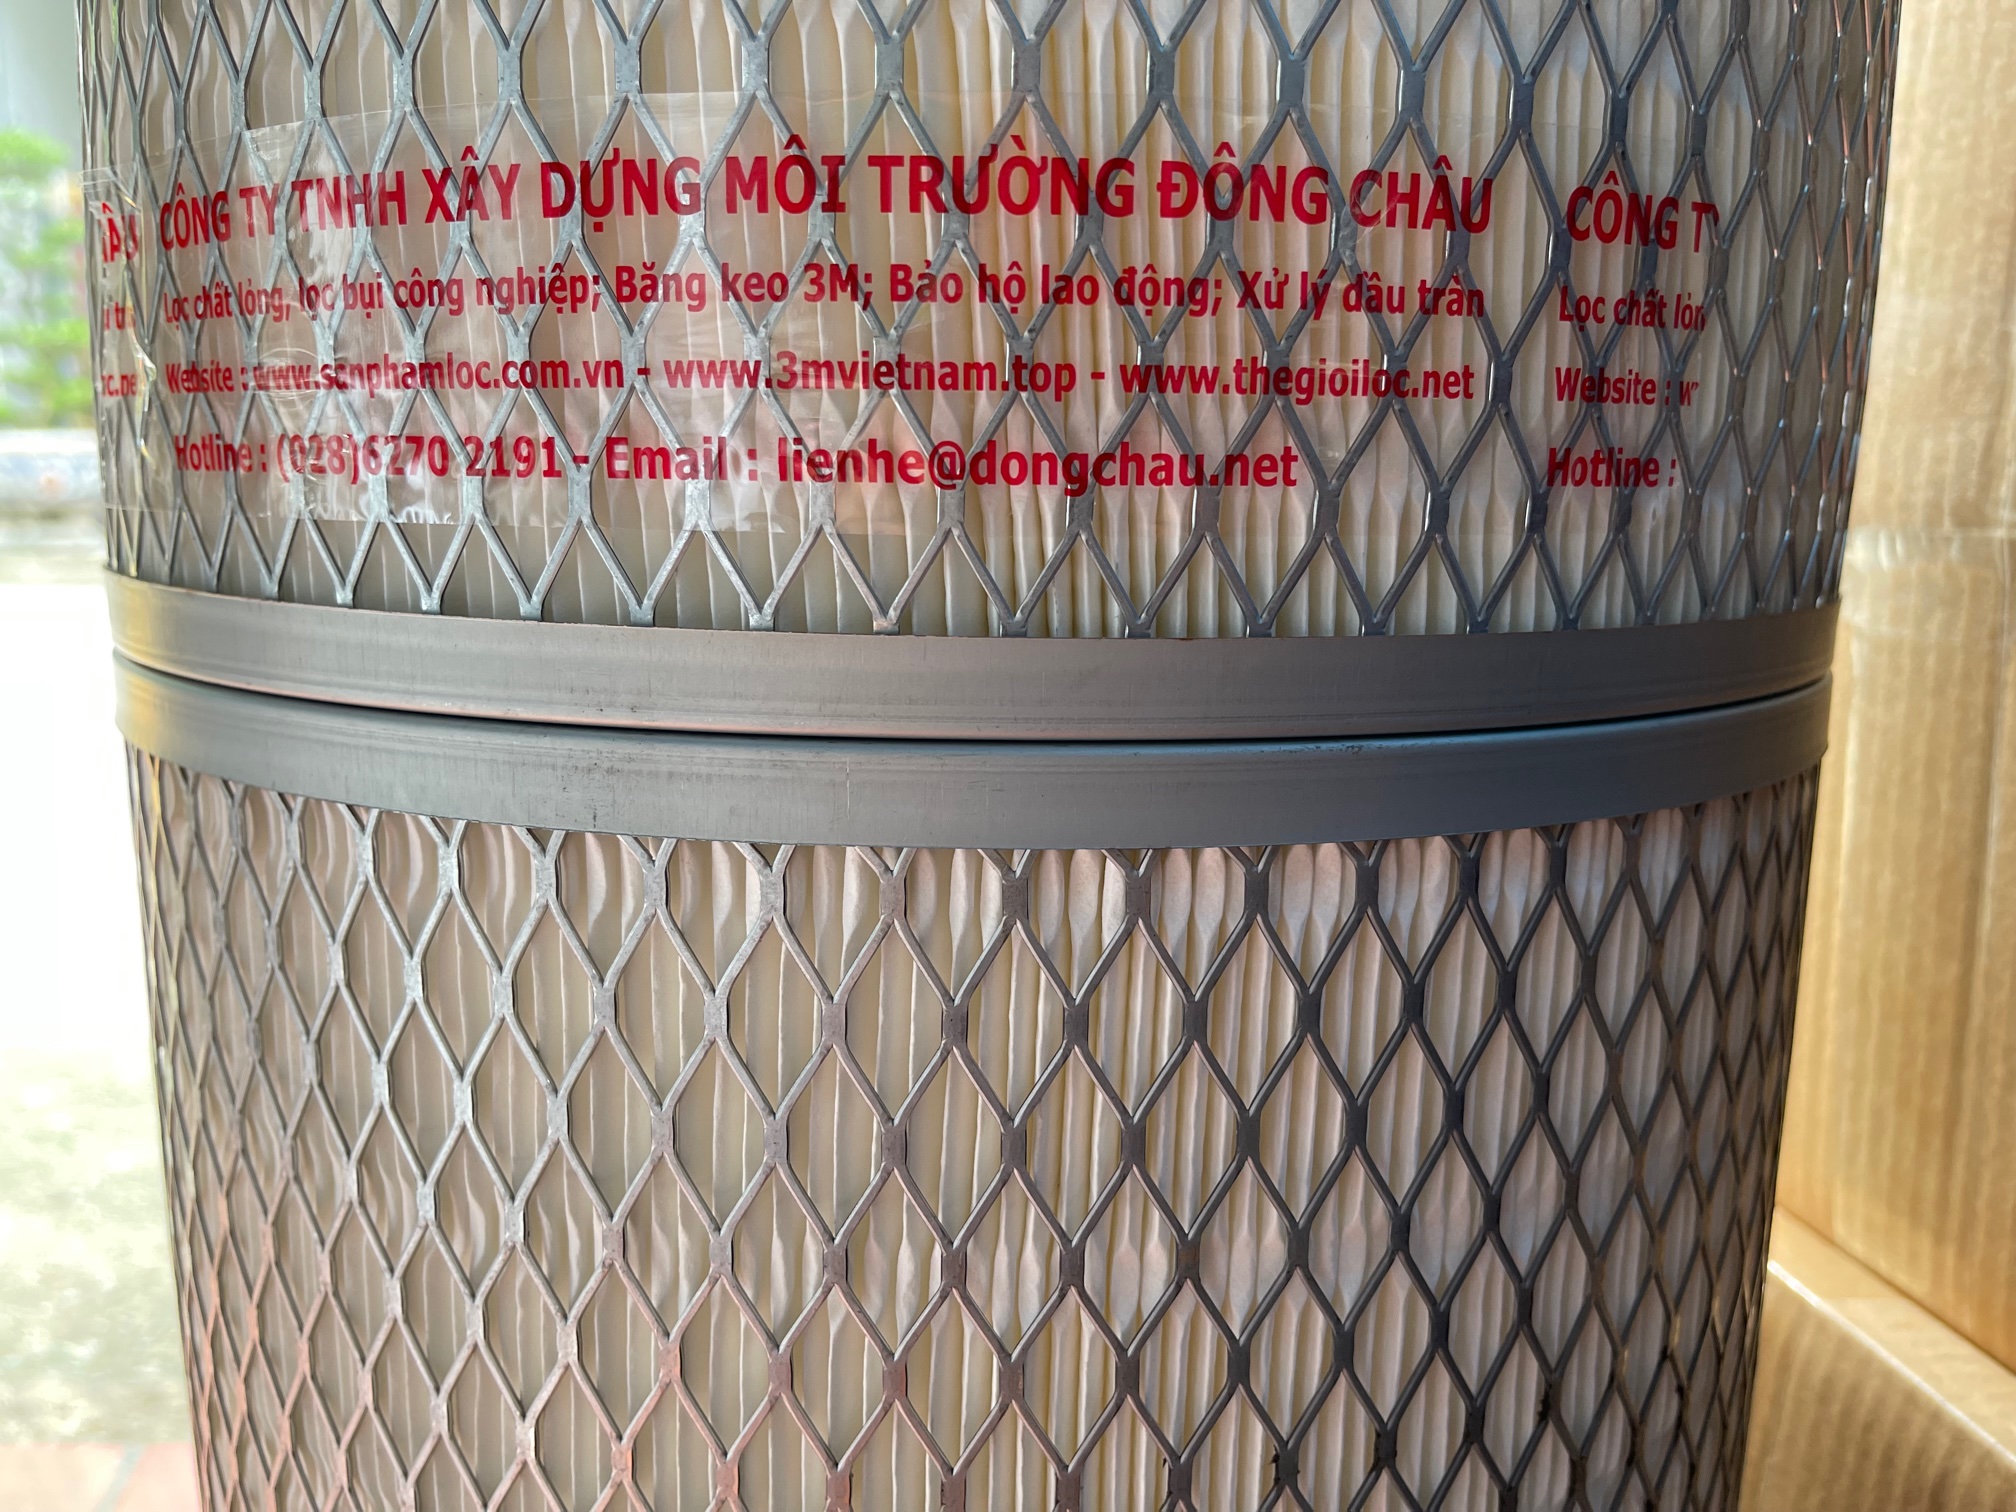 CÔNG TY TNHH XÂY DỰNG MÔI TRƯỜNG ĐÔNG CHÂU
Lọc chất lỏng, lọc bụi công nghiệp; Băng keo 3M; Bảo hộ lao động; Xử lý dầu tràn
Website : www.sanphamloc.com.vn - www.3mvietnam.top - www.thegioiloc.net
Hotline : (028)6270 2191 - Email : lienhe@dongchau.net
CÔNG TY
Lọc chất lỏn
Website : w
Hotline :